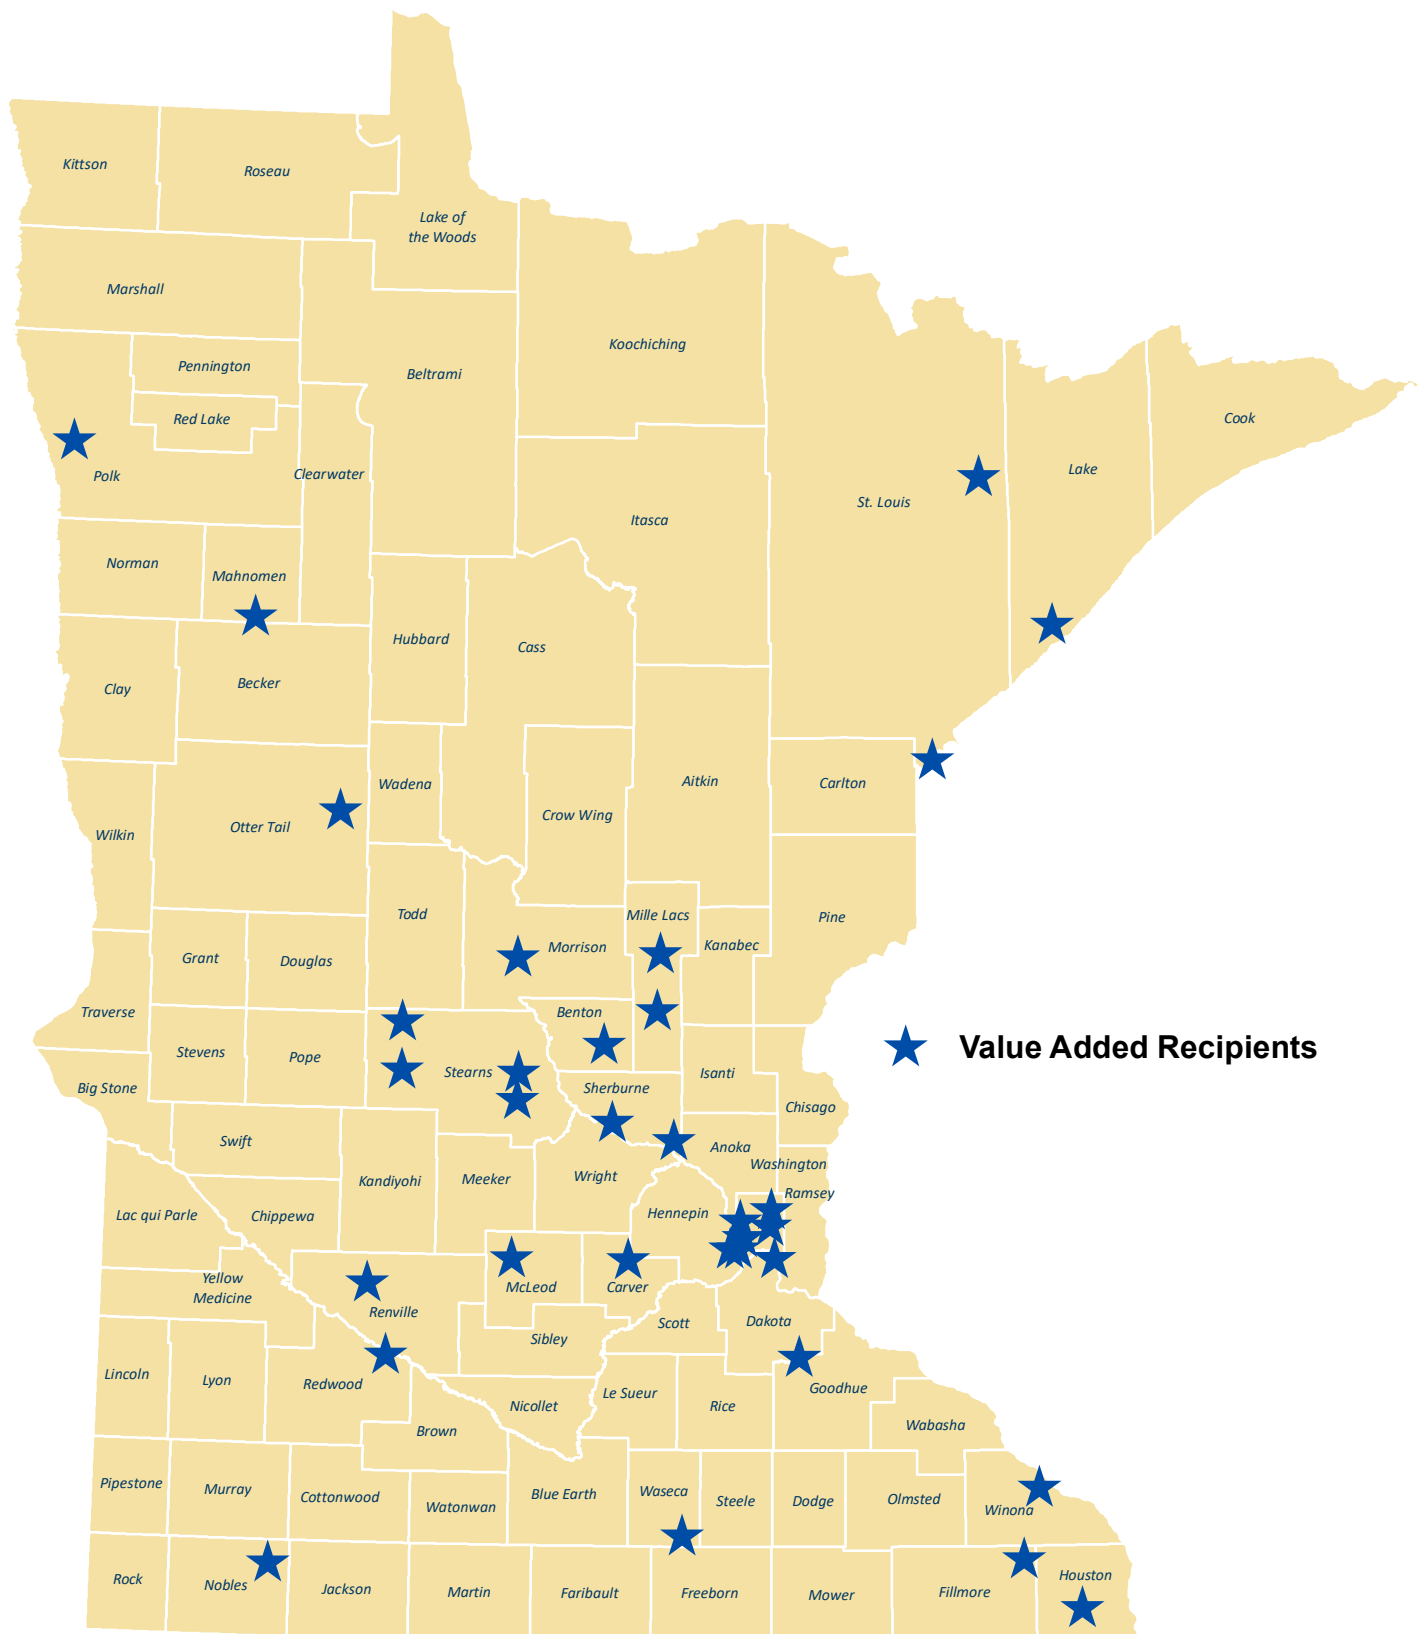 Kittson
Roseau
Lake of
the Woods
Marshall
Koochiching
Pennington
Beltrami
Red Lake
Cook
Polk
Clearwater
Lake
St. Louis
Itasca
Norman
Mahnomen
Hubbard
Cass
Clay
Becker
Wadena
Aitkin
Carlton
Crow Wing
Otter Tail
Wilkin
Todd
Mille Lacs
Pine
Morrison
Kanabec
Grant
Douglas
Traverse
Benton
Value Added Recipients
Stevens
Pope
Stearns
Isanti
Big Stone
Sherburne
Chisago
Swift
Anoka
Washington
Wright
Meeker
Kandiyohi
Ramsey
Hennepin
Lac qui Parle
Chippewa
Yellow
Medicine
McLeod
Carver
Renville
Scott
Dakota
Sibley
Lincoln
Lyon
Redwood
Goodhue
Le Sueur
Nicollet
Rice
Wabasha
Brown
Pipestone
Murray
Cottonwood
Watonwan
Blue Earth
Waseca
Steele
Dodge
Olmsted
Winona
Rock
Nobles
Jackson
Martin
Faribault
Freeborn
Mower
Fillmore
Houston